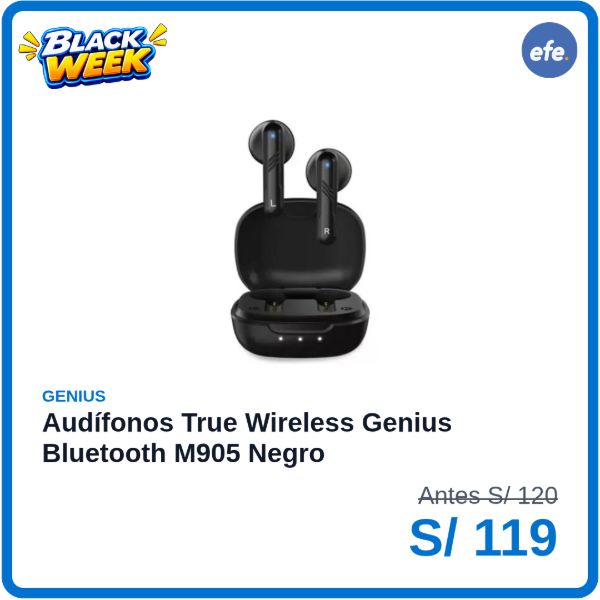 BLACK
WEEK
efe.
L
R
GENIUS
Audífonos True Wireless Genius
Bluetooth M905 Negro
Antes S/ 120
S/ 119